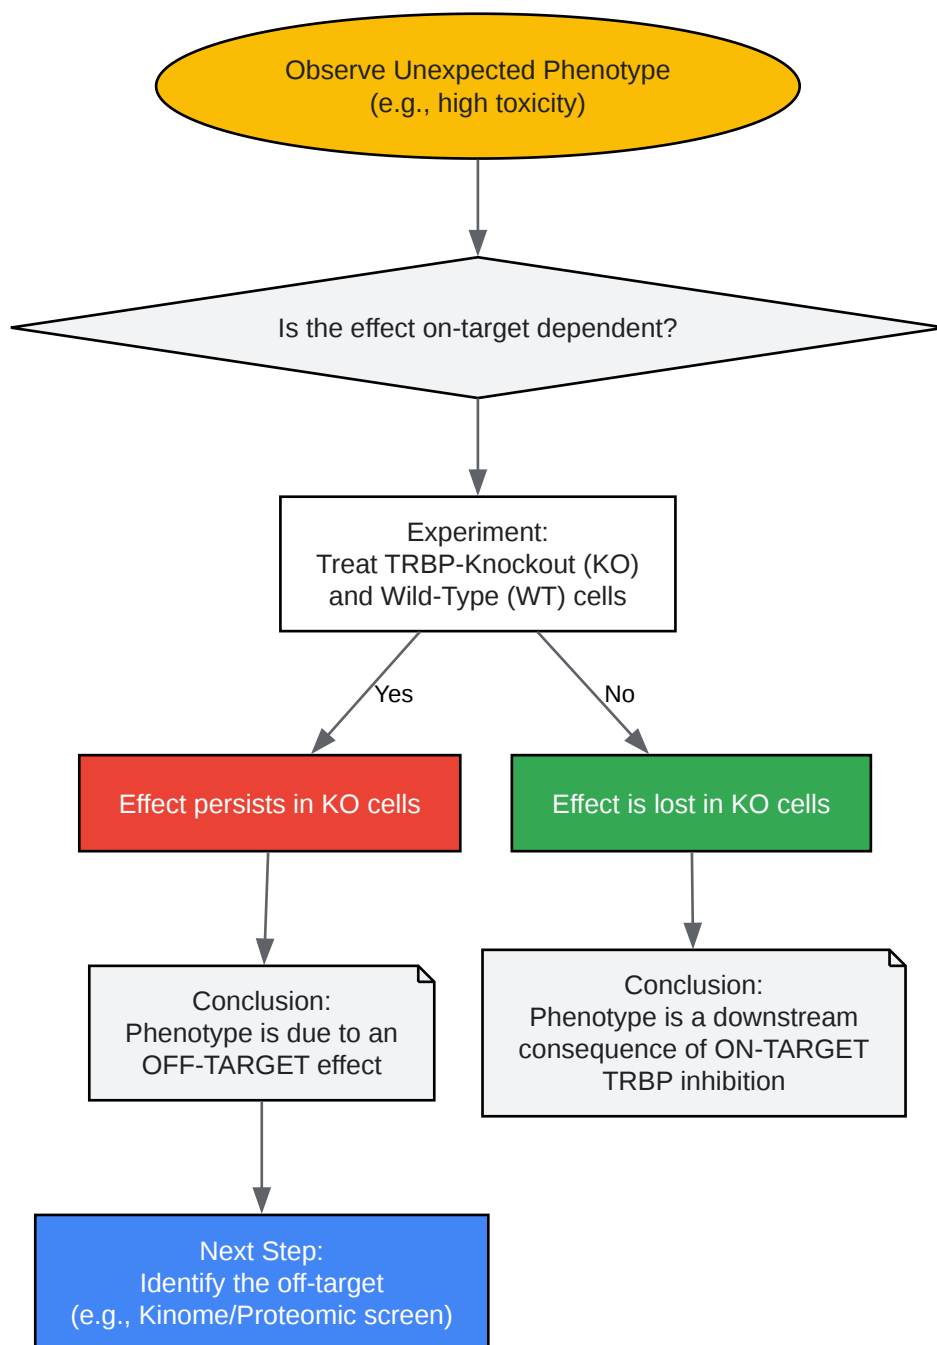 Observe Unexpected Phenotype
(e.g., high toxicity)
Is the effect on-target dependent?
Experiment:
Treat TRBP-Knockout (KO)
and Wild-Type (WT) cells
Yes
No
Effect persists in KO cells
Effect is lost in KO cells
Conclusion:
Phenotype is due to an
OFF-TARGET effect
Conclusion:
Phenotype is a downstream
consequence of ON-TARGET
TRBP inhibition
Next Step:
Identify the off-target
(e.g., Kinome/Proteomic screen)